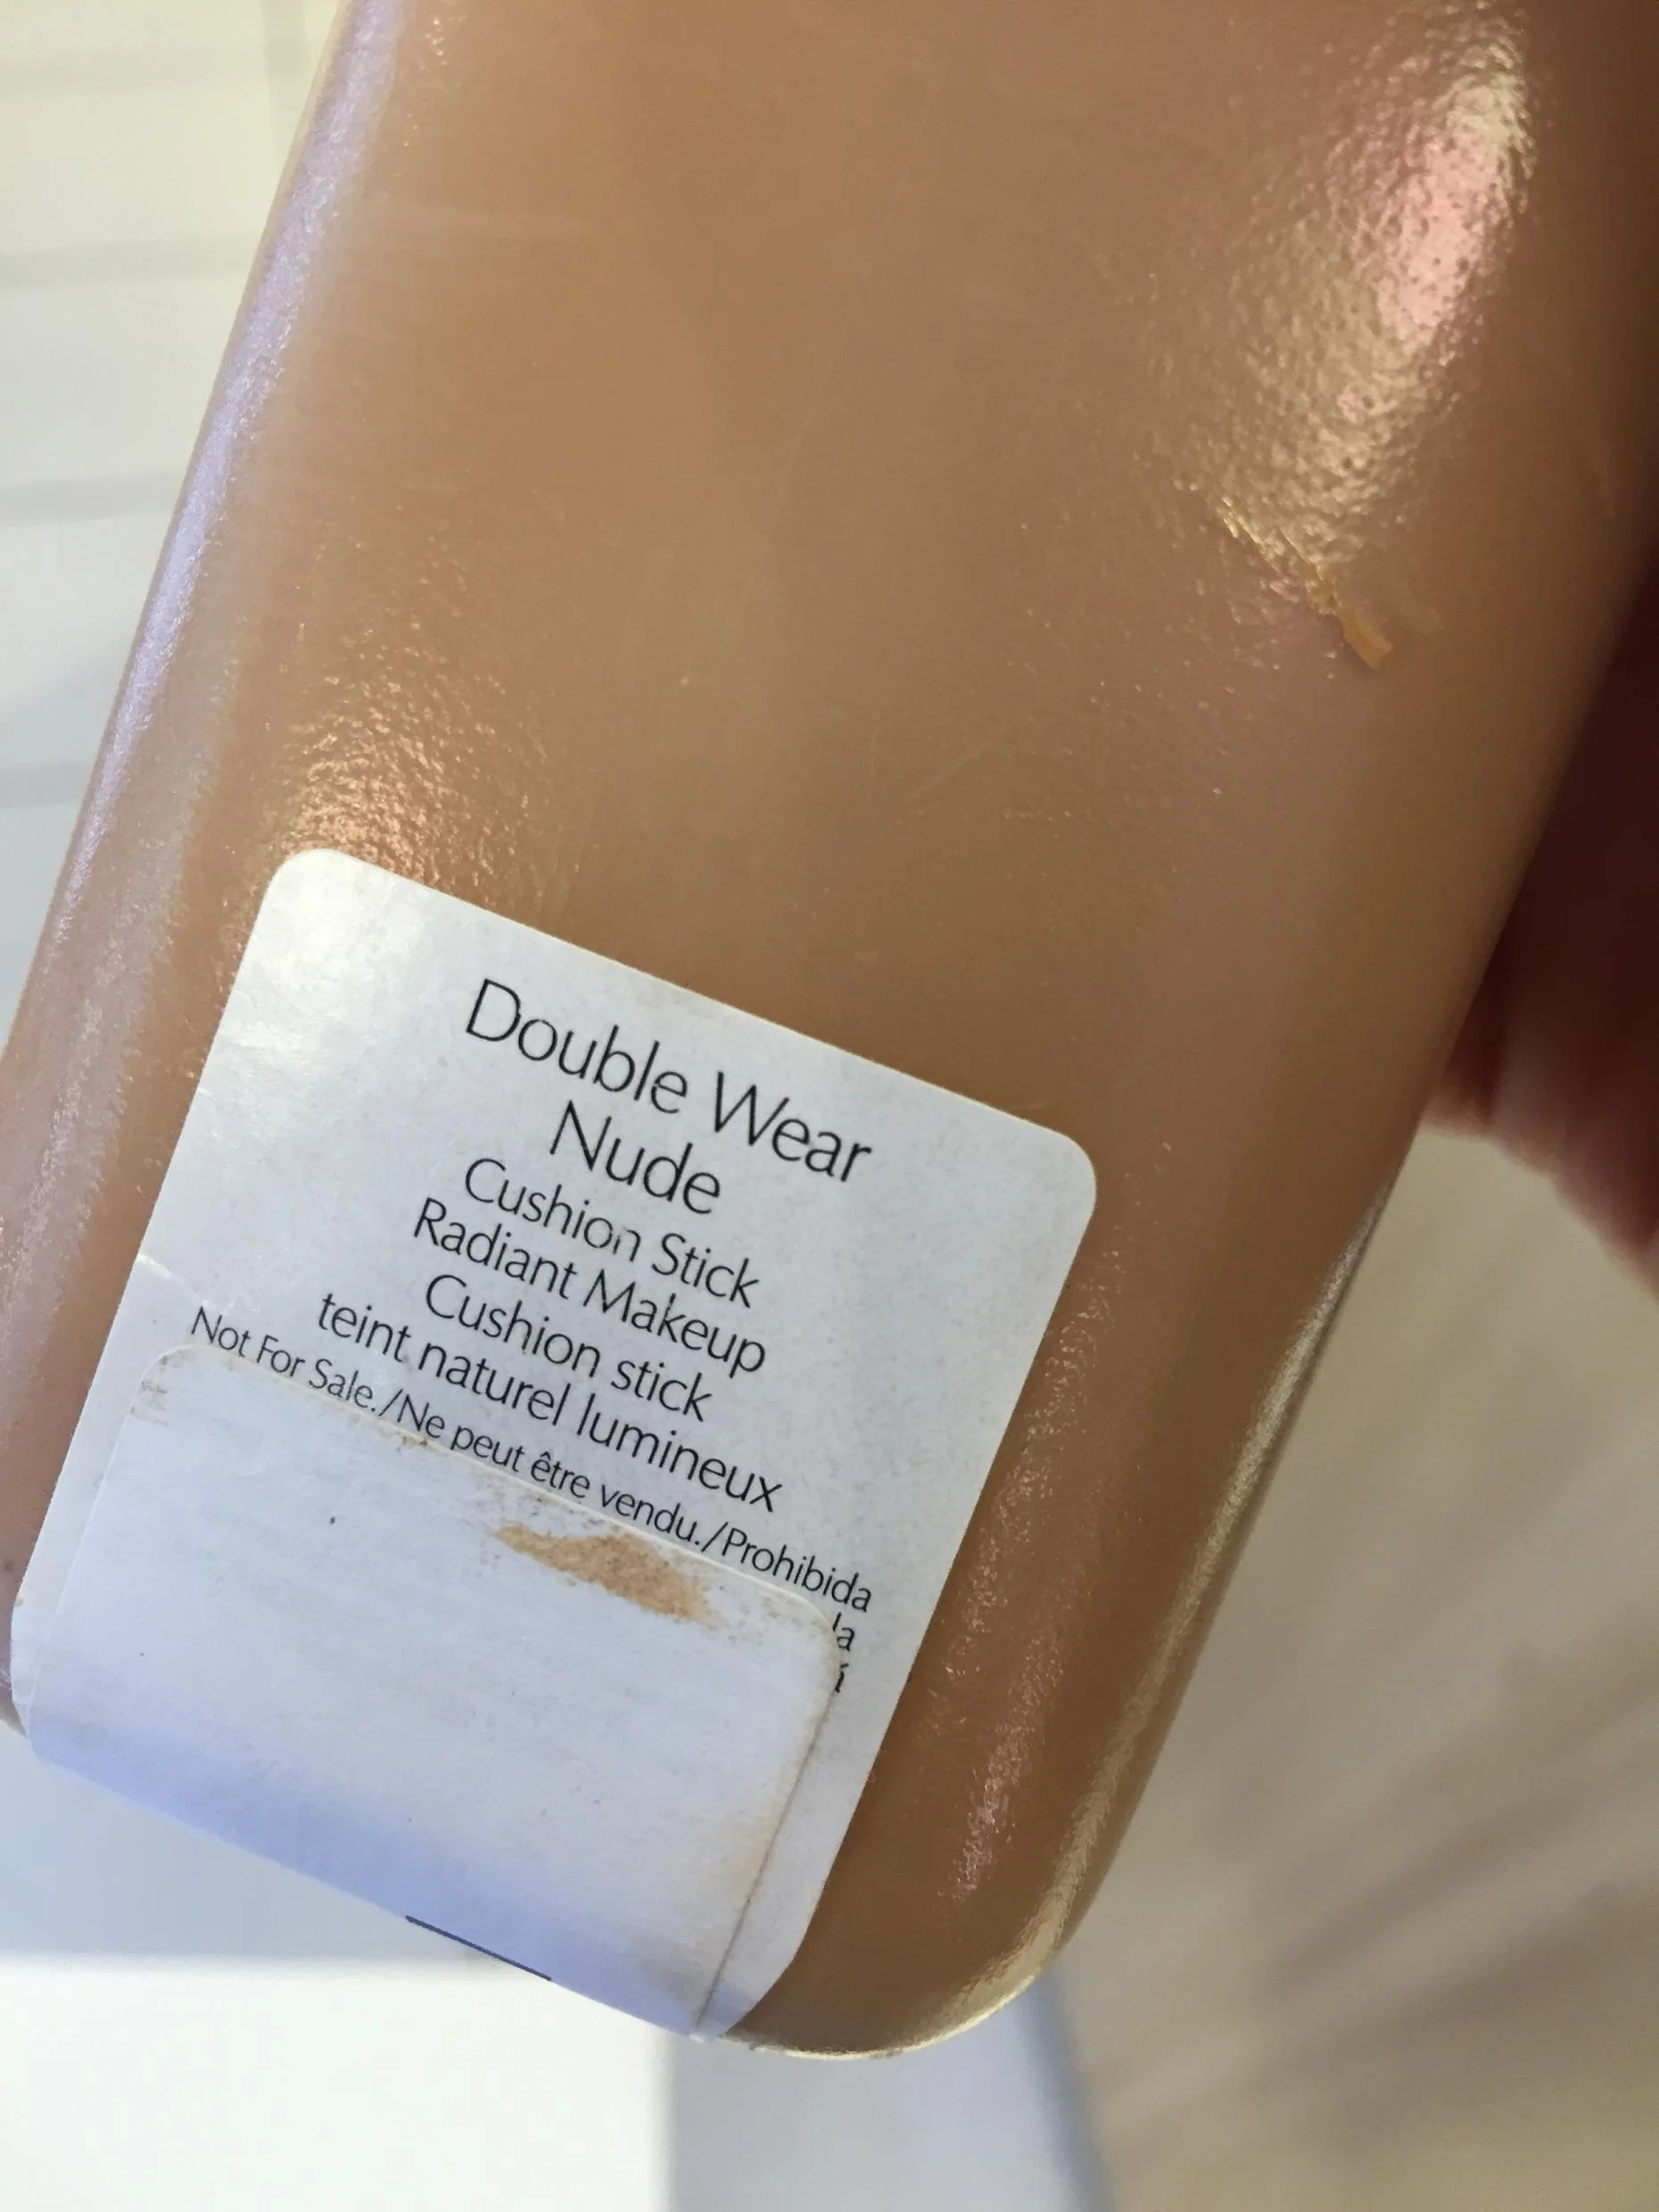 Double Wear
Nude
Cushion Stick
Radiant Makeup
Cushion stick
teint naturel lumineux
Not For Sale./Ne peut être vendu./Prohibida
la